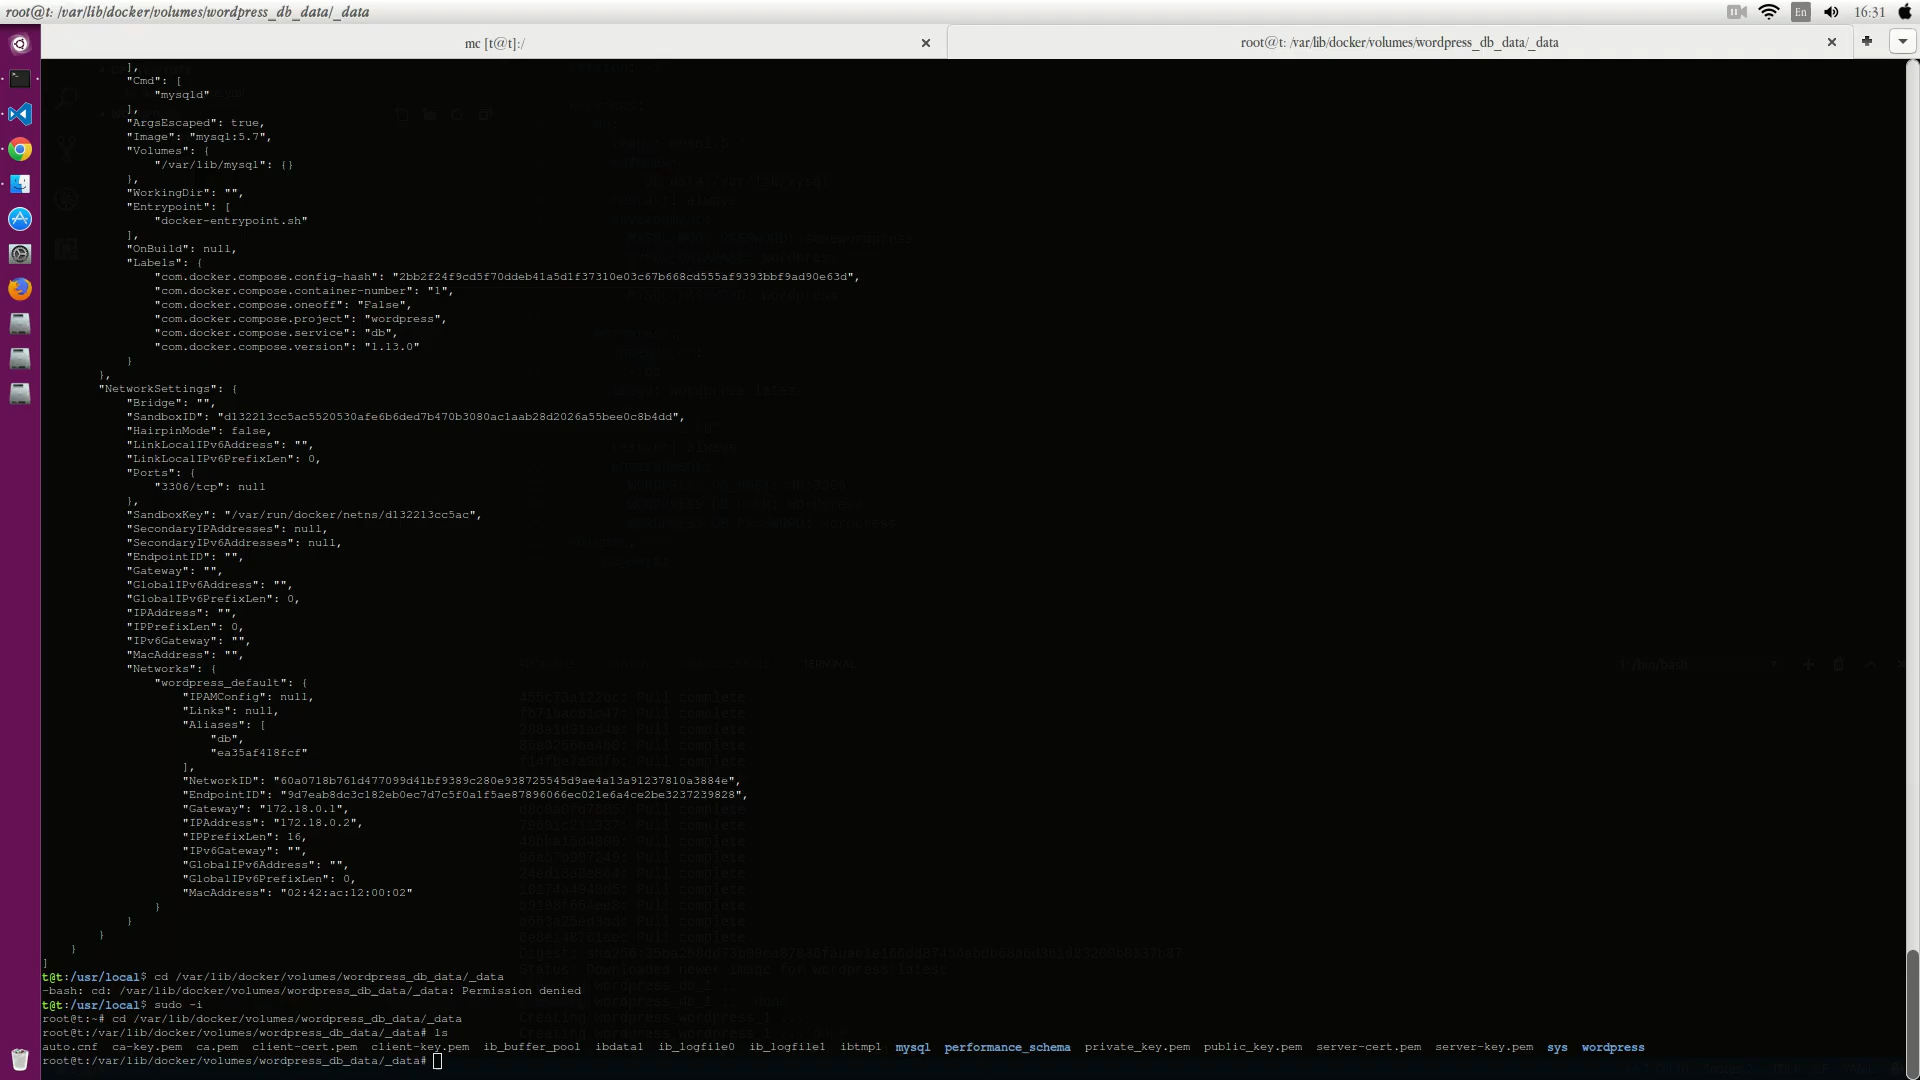 root@t: /var/lib/docker/volumes/wordpress_db_data/_data
En
16:31
mc [t@t]:/
root@t: /var/lib/docker/volumes/wordpress_db_data/_data
],
"Cmd": [
"mysqld"
],
"ArgsEscaped": true,
"Image": "mysql:5.7",
"Volumes": {
"/var/lib/mysql": {}
},
"WorkingDir": "",
"Entrypoint": [
"docker-entrypoint.sh"
],
"OnBuild": null,
"Labels": {
"com.docker.compose.config-hash": "2bb2f24f9cd5f70ddeb41a5d1f37310e03c67b668cd555af9393bbf9ad90e63d",
"com.docker.compose.container-number": "1",
"com.docker.compose.oneoff": "False",
"com.docker.compose.project": "wordpress",
"com.docker.compose.service": "db",
"com.docker.compose.version": "1.13.0"
}
},
"NetworkSettings": {
"Bridge": "",
"SandboxID": "d132213cc5ac5520530afe6b6ded7b470b3080ac1aab28d2026a55bee0c8b4dd",
"HairpinMode": false,
"LinkLocalIPv6Address": "",
"LinkLocalIPv6PrefixLen": 0,
"Ports": {
"3306/tcp": null
},
"SandboxKey": "/var/run/docker/netns/d132213cc5ac",
"SecondaryIPAddresses": null,
"SecondaryIPv6Addresses": null,
"EndpointID": "",
"Gateway": "",
"GlobalIPv6Address": "",
"GlobalIPv6PrefixLen": 0,
"IPAddress": "",
"IPPrefixLen": 0,
"IPv6Gateway": "",
"MacAddress": "",
"Networks": {
"wordpress_default": {
"IPAMConfig": null,
"Links": null,
"Aliases": [
"db",
"ea35af418fcf"
],
"NetworkID": "60a0718b761d477099d41bf9389c280e938725545d9ae4a13a91237810a3884e",
"EndpointID": "9d7eab8dc3c182eb0ec7d7c5f0a1f5ae87896066ec021e6a4ce2be3237239828",
"Gateway": "172.18.0.1",
"IPAddress": "172.18.0.2",
"IPPrefixLen": 16,
"IPv6Gateway": "",
"GlobalIPv6Address": "",
"GlobalIPv6PrefixLen": 0,
"MacAddress": "02:42:ac:12:00:02"
}
}
}
}
]
t@t:/usr/local$ cd /var/lib/docker/volumes/wordpress_db_data/_data
-bash: cd: /var/lib/docker/volumes/wordpress_db_data/_data: Permission denied
t@t:/usr/local$ sudo -i
root@t:~# cd /var/lib/docker/volumes/wordpress_db_data/_data
root@t:/var/lib/docker/volumes/wordpress_db_data/_data# ls
auto.cnf ca-key.pem ca.pem client-cert.pem client-key.pem ib_buffer_pool ibdata1 ib_logfile0 ib_logfile1 ibtmp1 mysql performance_schema private_key.pem public_key.pem server-cert.pem server-key.pem sys wordpress
root@t:/var/lib/docker/volumes/wordpress_db_data/_data#